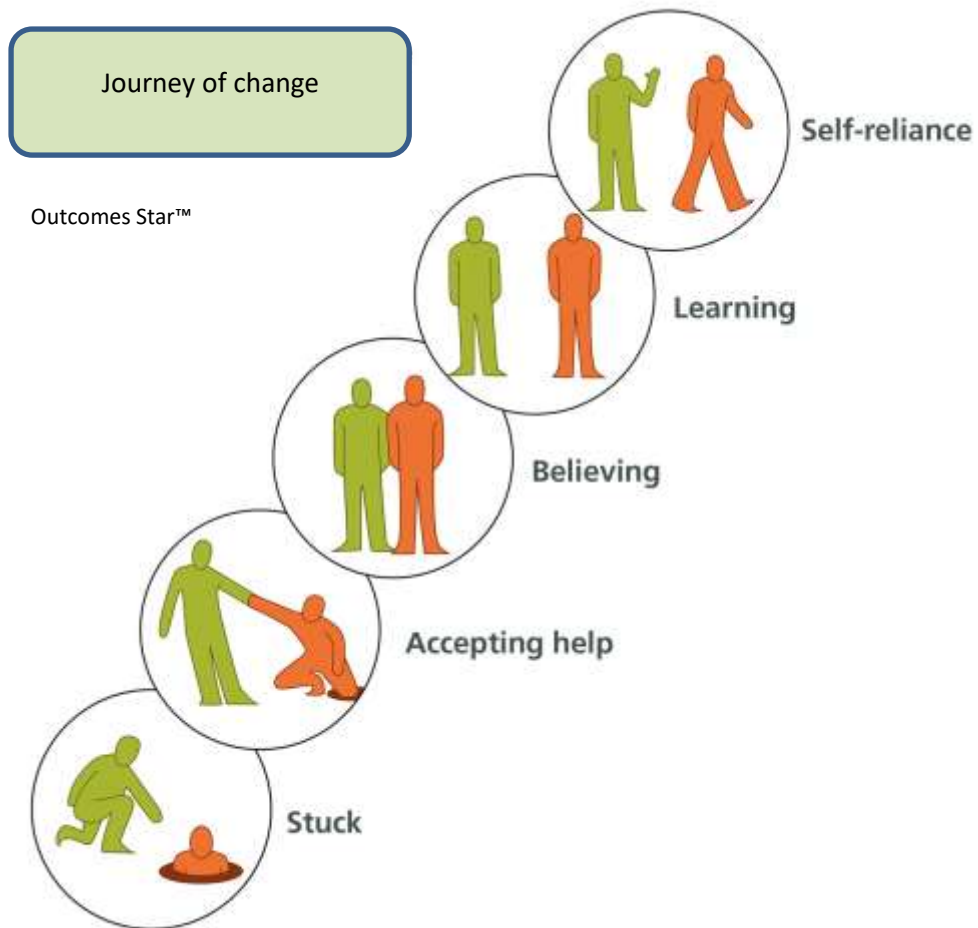 Journey of change
Outcomes Star™
Self-reliance
Learning
Believing
Accepting help
Stuck